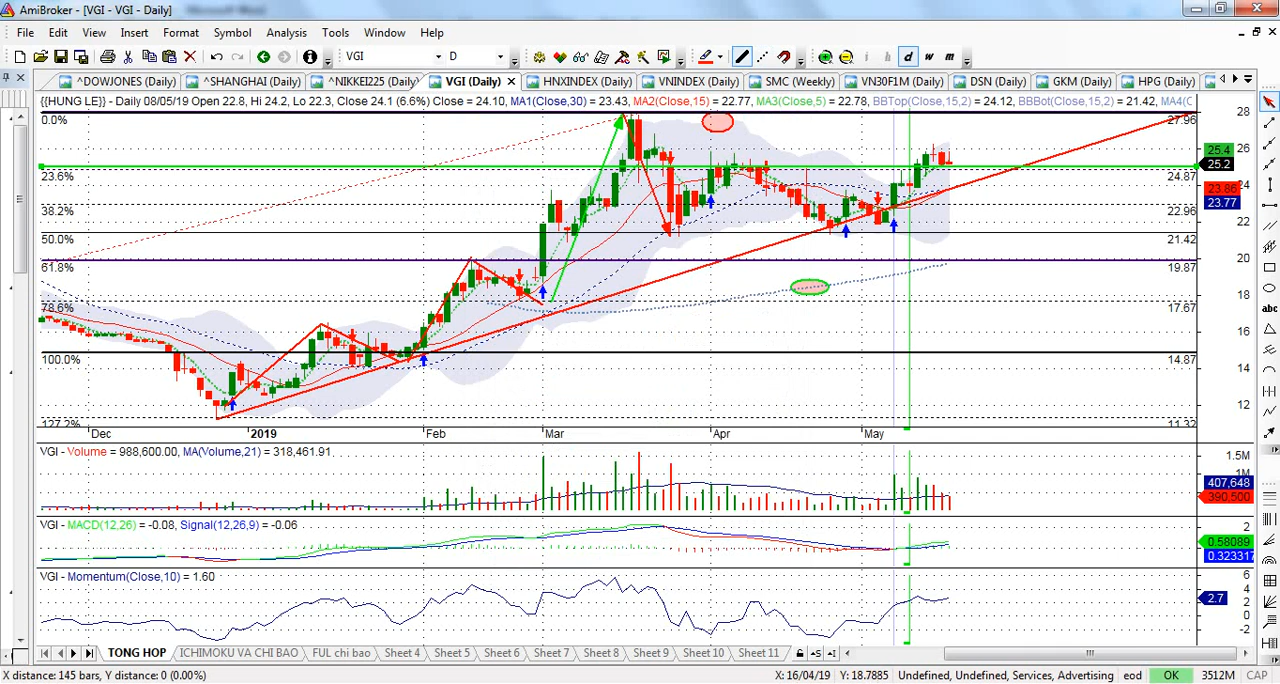 AmiBroker - [VGI - VGI - Daily]
File Edit View Insert Format Symbol Analysis Tools Window Help
VGI D i h d w m
^DOWJONES (Daily) ^SHANGHAI (Daily) ^NIKKEI225 (Daily) VGI (Daily) HNXINDEX (Daily) VNINDEX (Daily) SMC (Weekly) VN30F1M (Daily) DSN (Daily) GKM (Daily) HPG (Daily)
{{HUNG LE}} - Daily 08/05/19 Open 22.8, Hi 24.2, Lo 22.3, Close 24.1 (6.6%) Close = 24.10, MA1(Close,30) = 23.43, MA2(Close,15) = 22.77, MA3(Close,5) = 22.78, BBTop(Close,15,2) = 24.12, BBBot(Close,15,2) = 21.42, MA4(C
28
0.0% 27.96
26
25.4
25.2
23.6% 24.87
24
23.86
23.77
38.2% 22.96
22
50.0% 21.42
20
61.8% 19.87
18
78.6% 17.67
16
100.0% 14.87
14
12
127.2% 11.32
Dec 2019 Feb Mar Apr May
VGI - Volume = 988,600.00, MA(Volume,21) = 318,461.91
1.5M
1M
407,648
390,500
VGI - MACD(12,26) = -0.08, Signal(12,26,9) = -0.06
2
0.58089
0.323317
VGI - Momentum(Close,10) = 1.60
6
4
2.7
2
0
-2
TONG HOP ICHIMOKU VA CHI BAO FUL chi bao Sheet 4 Sheet 5 Sheet 6 Sheet 7 Sheet 8 Sheet 9 Sheet 10 Sheet 11
X distance: 145 bars, Y distance: 0 (0.00%) X: 16/04/19 Y: 18.7885 Undefined, Undefined, Services, Advertising eod OK 3512M CAP
abc